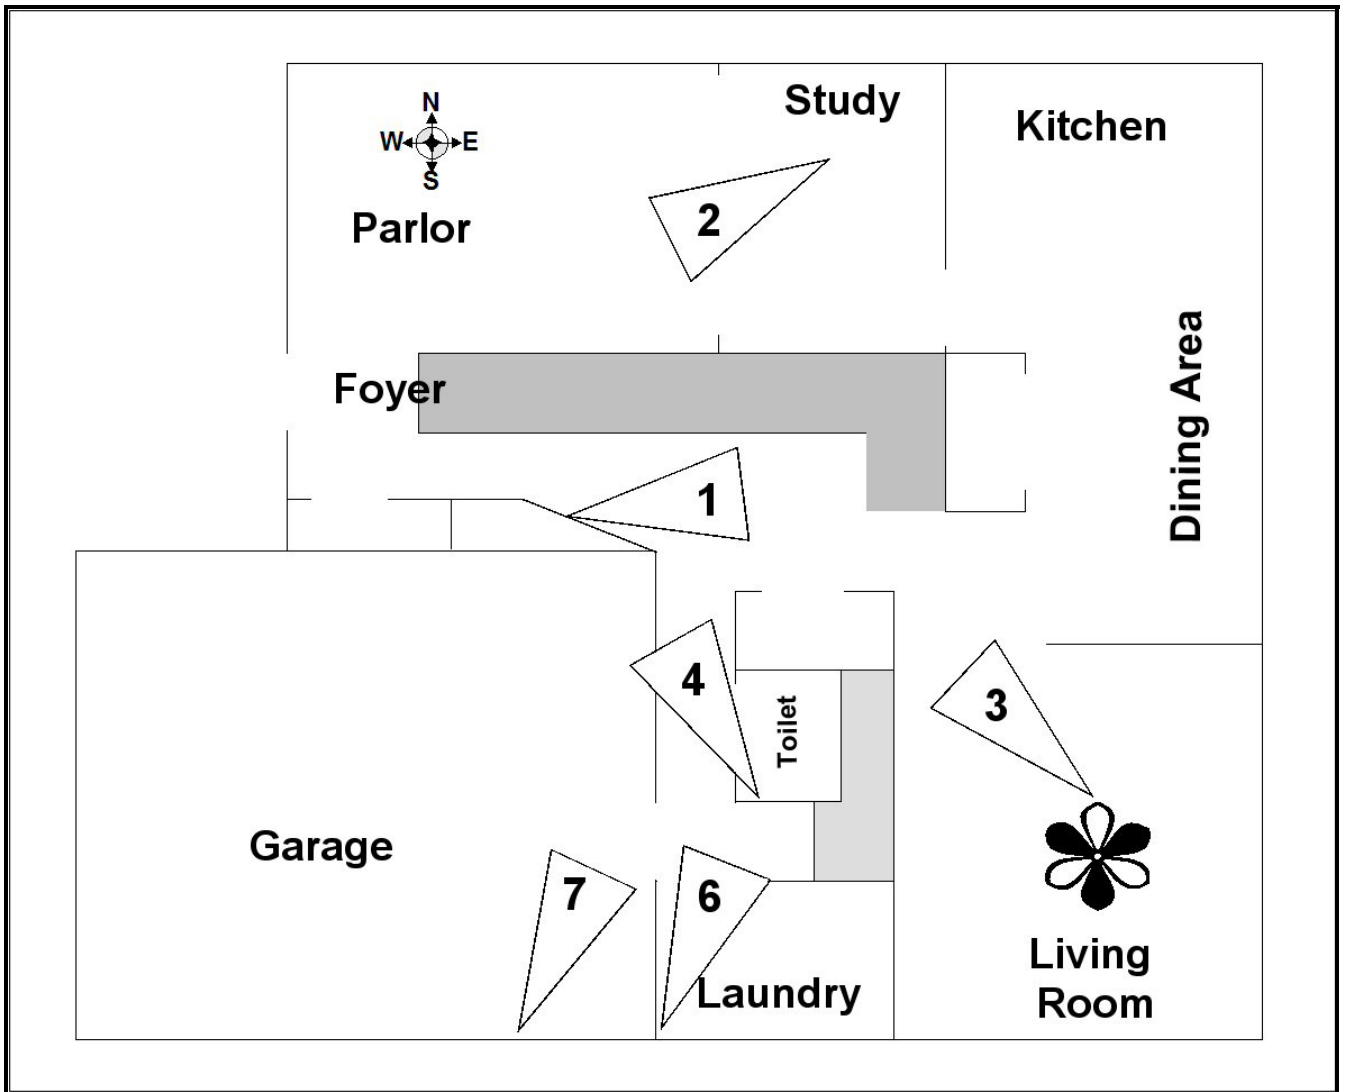 Study
N
Kitchen
W E
S
2
Parlor
Foyer
Dining Area
1
4
3
Toilet
Garage
7
6
Living
Room
Laundry